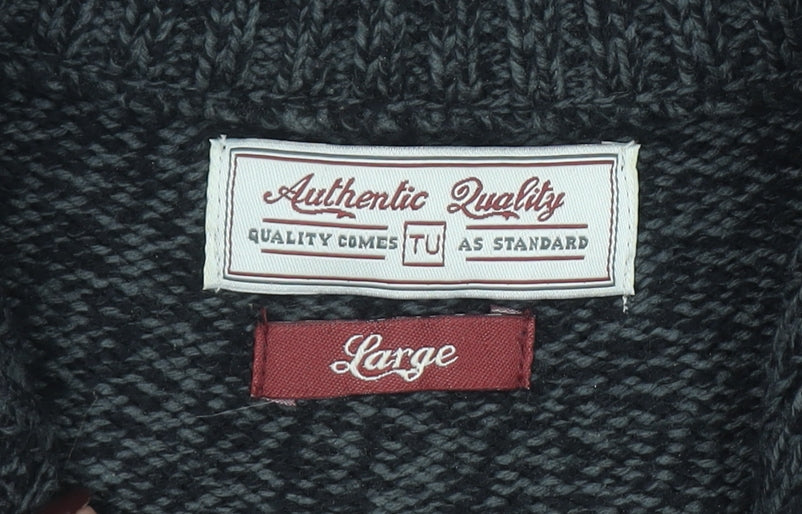 Authentic Quality
QUALITY COMES TU AS STANDARD
Large